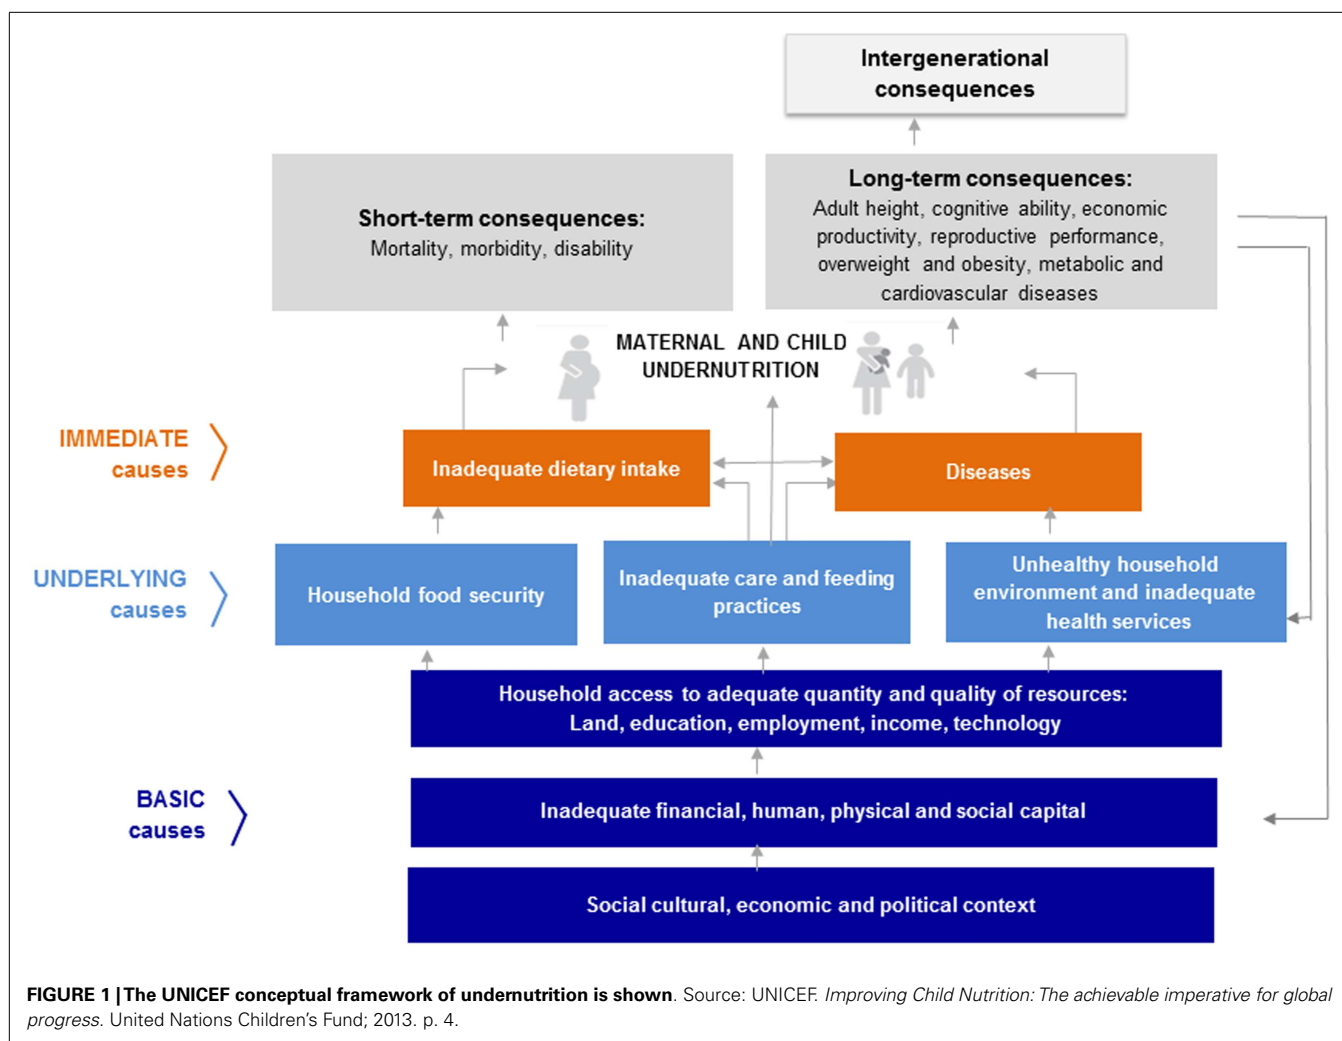 Intergenerational
consequences
Short-term consequences:
Mortality, morbidity, disability
Long-term consequences:
Adult height, cognitive ability, economic
productivity, reproductive performance,
overweight and obesity, metabolic and
cardiovascular diseases
MATERNAL AND CHILD
UNDERNUTRITION
IMMEDIATE
causes
Inadequate dietary intake
Diseases
UNDERLYING
causes
Household food security
Inadequate care and feeding
practices
Unhealthy household
environment and inadequate
health services
Household access to adequate quantity and quality of resources:
Land, education, employment, income, technology
BASIC
causes
Inadequate financial, human, physical and social capital
Social cultural, economic and political context
FIGURE 1 | The UNICEF conceptual framework of undernutrition is shown. Source: UNICEF. Improving Child Nutrition: The achievable imperative for global
progress. United Nations Children's Fund; 2013. p. 4.